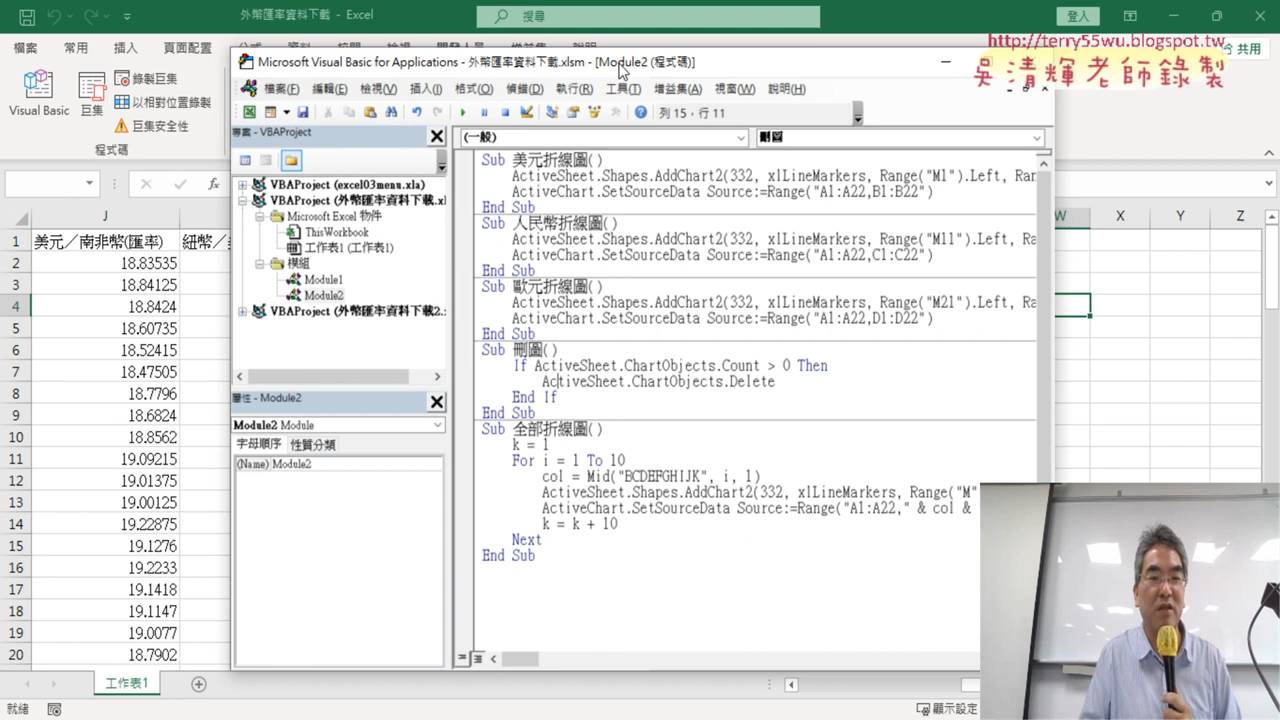 外幣匯率資料下載 - Excel
搜尋
登入
檔案 常用 插入 頁面配置
共用
http://terry55wu.blogspot.tw
吳清輝老師錄製
Visual Basic
巨集
錄製巨集
以相對位置錄製
巨集安全性
程式碼
Microsoft Visual Basic for Applications - 外幣匯率資料下載.xlsm - [Module2 (程式碼)]
檔案(F) 編輯(E) 檢視(V) 插入(I) 格式(O) 偵錯(D) 執行(R) 工具(T) 增益集(A) 視窗(W) 說明(H)
列 15，行 11
專案 - VBAProject
VBAProject (excel03menu.xla)
VBAProject (外幣匯率資料下載.xl
Microsoft Excel 物件
ThisWorkbook
工作表1 (工作表1)
模組
Module1
Module2
VBAProject (外幣匯率資料下載2.
屬性 - Module2
Module2 Module
字母順序 性質分類
(Name) Module2
(一般)
刪圖
Sub 美元折線圖()
ActiveSheet.Shapes.AddChart2(332, xlLineMarkers, Range("M1").Left, Ran
ActiveChart.SetSourceData Source:=Range("A1:A22,B1:B22")
End Sub
Sub 人民幣折線圖()
ActiveSheet.Shapes.AddChart2(332, xlLineMarkers, Range("M11").Left, Ra
ActiveChart.SetSourceData Source:=Range("A1:A22,C1:C22")
End Sub
Sub 歐元折線圖()
ActiveSheet.Shapes.AddChart2(332, xlLineMarkers, Range("M21").Left, Ra
ActiveChart.SetSourceData Source:=Range("A1:A22,D1:D22")
End Sub
Sub 刪圖()
If ActiveSheet.ChartObjects.Count > 0 Then
ActiveSheet.ChartObjects.Delete
End If
End Sub
Sub 全部折線圖()
k = 1
For i = 1 To 10
col = Mid("BCDEFGHIJK", i, 1)
ActiveSheet.Shapes.AddChart2(332, xlLineMarkers, Range("M"
ActiveChart.SetSourceData Source:=Range("A1:A22," & col &
k = k + 10
Next
End Sub
J
W X Y Z
1 美元／南非幣(匯率) 紐幣／
2 18.83535
3 18.84125
4 18.8424
5 18.60735
6 18.52415
7 18.47505
8 18.7796
9 18.6824
10 18.8562
11 19.09215
12 19.01375
13 19.00125
14 19.22875
15 19.1276
16 19.2233
17 19.1418
18 19.1147
19 19.0077
20 18.7902
工作表1
就緒
顯示設定